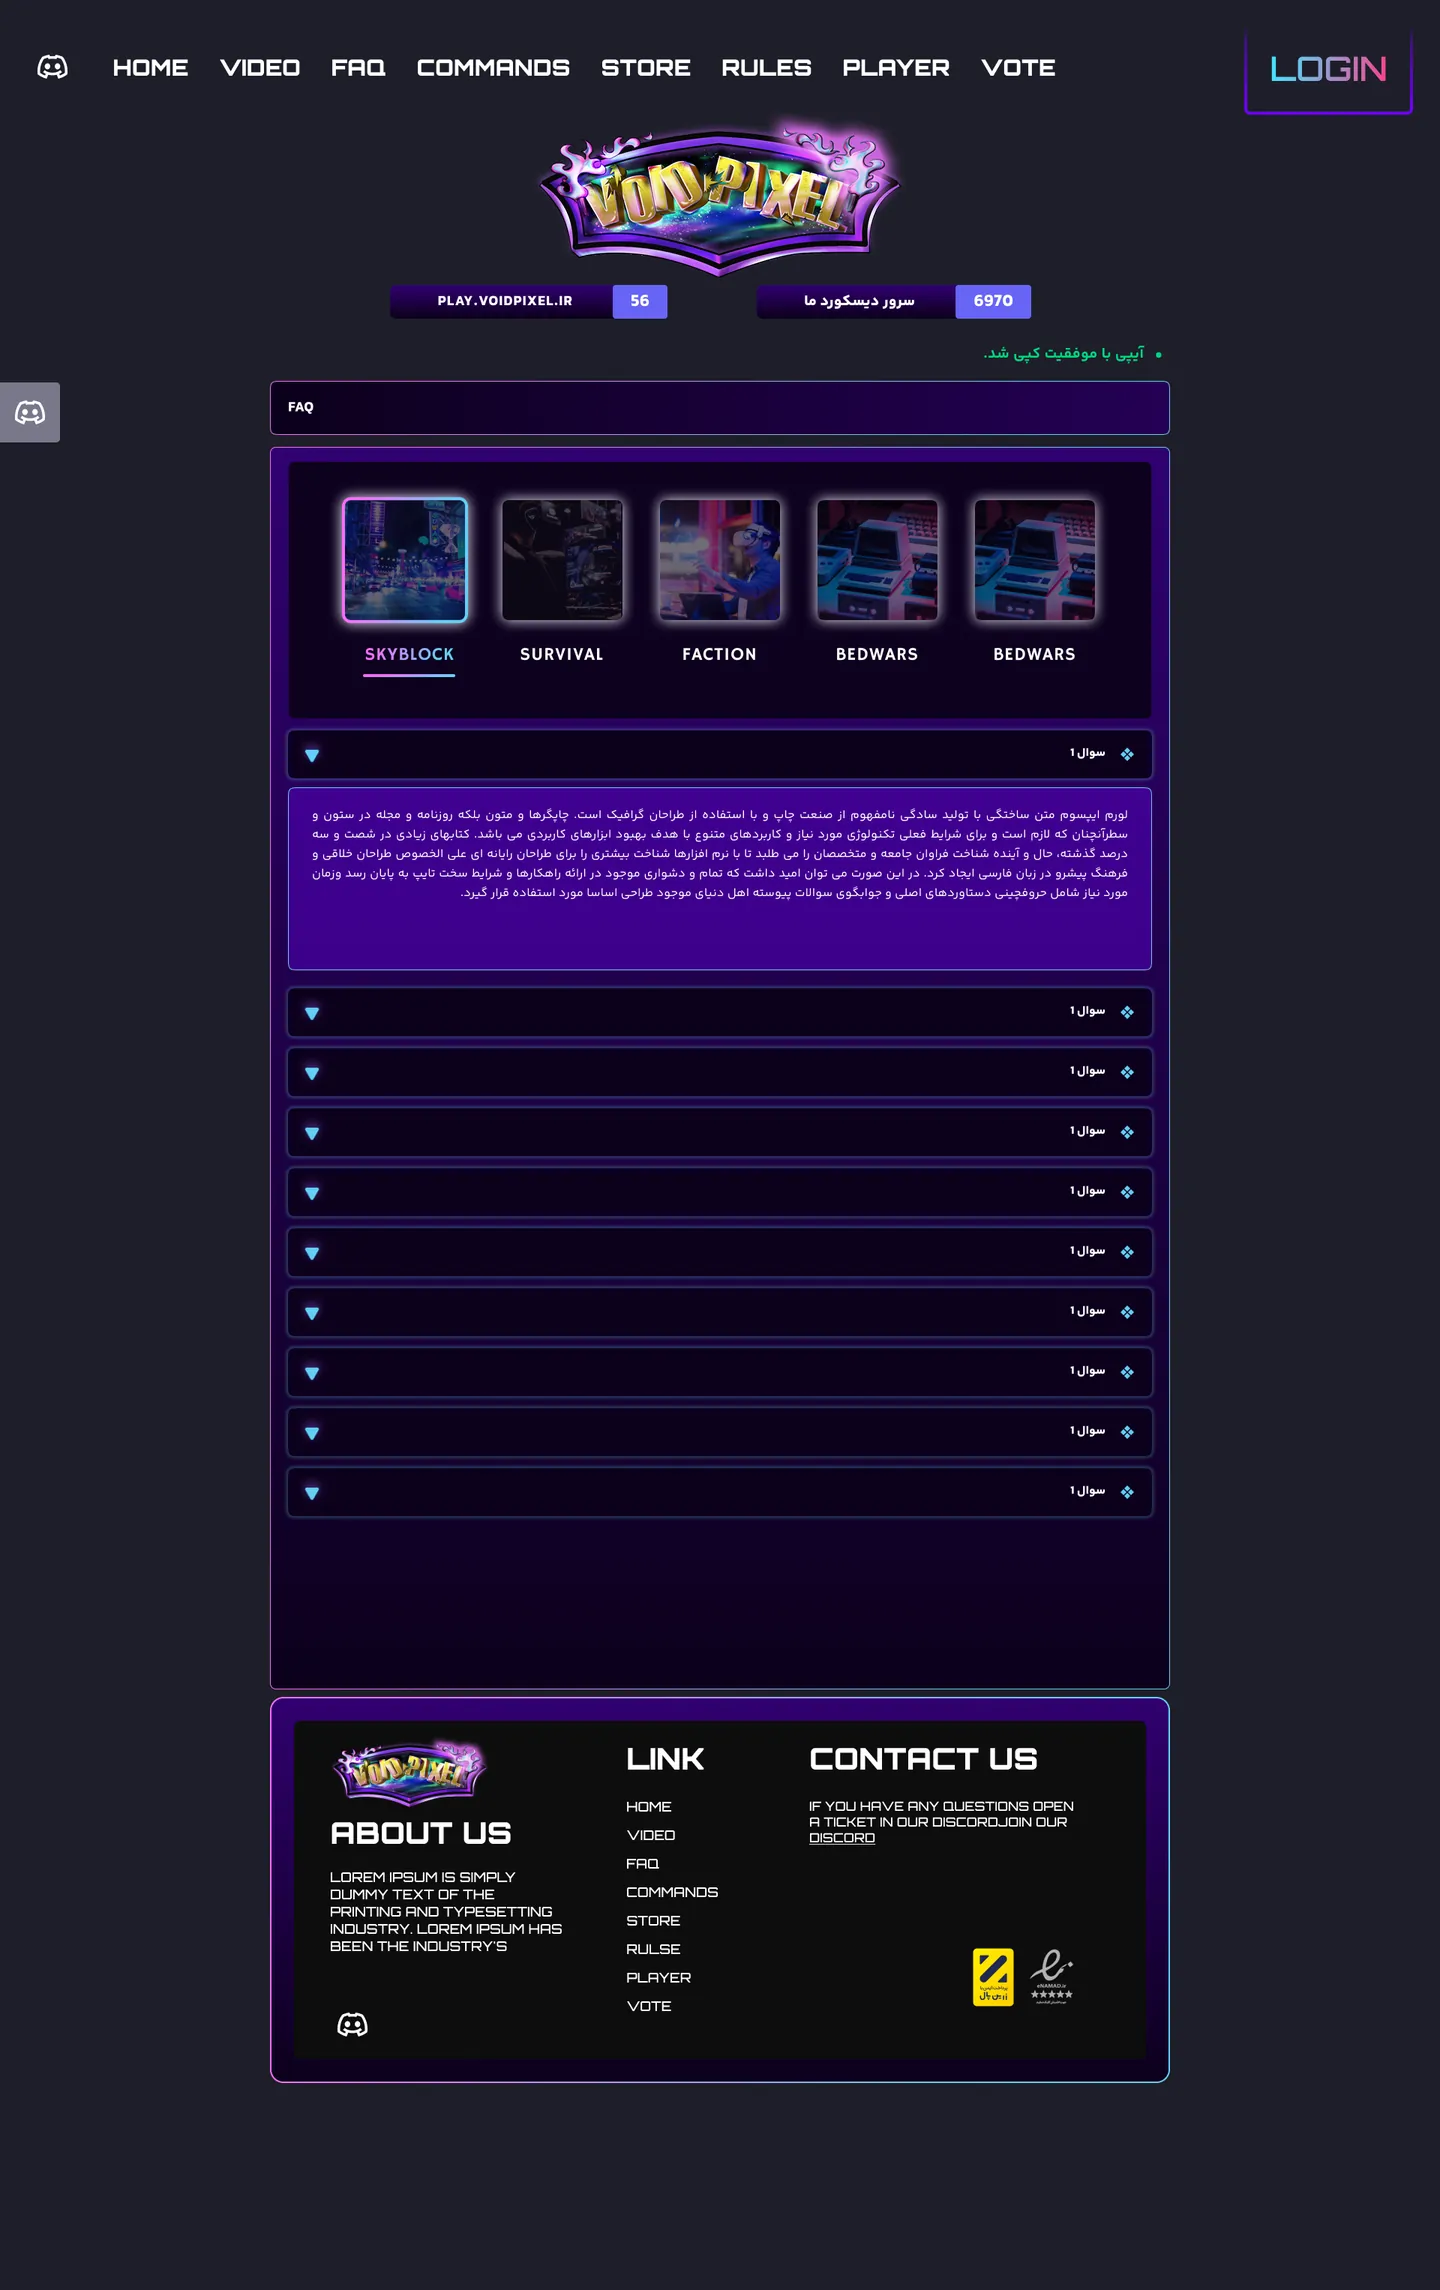 HOME VIDEO FAQ COMMANDS STORE RULES PLAYER VOTE
LOGIN
VOID PIXEL
PLAY.VOIDPIXEL.IR 56
سرور دیسکورد ما 6970
آیپی با موفقیت کپی شد.
FAQ
SKYBLOCK SURVIVAL FACTION BEDWARS BEDWARS
سوال 1
لورم ایپسوم متن ساختگی با تولید سادگی نامفهوم از صنعت چاپ و با استفاده از طراحان گرافیک است. چاپگرها و متون بلکه روزنامه و مجله در ستون و
سطرآنچنان که لازم است و برای شرایط فعلی تکنولوژی مورد نیاز و کاربردهای متنوع با هدف بهبود ابزارهای کاربردی می باشد. کتابهای زیادی در شصت و سه
درصد گذشته، حال و آینده شناخت فراوان جامعه و متخصصان را می طلبد تا با نرم افزارها شناخت بیشتری را برای طراحان رایانه ای علی الخصوص طراحان خلاقی و
فرهنگ پیشرو در زبان فارسی ایجاد کرد. در این صورت می توان امید داشت که تمام و دشواری موجود در ارائه راهکارها و شرایط سخت تایپ به پایان رسد وزمان
مورد نیاز شامل حروفچینی دستاوردهای اصلی و جوابگوی سوالات پیوسته اهل دنیای موجود طراحی اساسا مورد استفاده قرار گیرد.
سوال 1
سوال 1
سوال 1
سوال 1
سوال 1
سوال 1
سوال 1
سوال 1
سوال 1
VOID PIXEL
ABOUT US
LOREM IPSUM IS SIMPLY
DUMMY TEXT OF THE
PRINTING AND TYPESETTING
INDUSTRY. LOREM IPSUM HAS
BEEN THE INDUSTRY'S
LINK
HOME
VIDEO
FAQ
COMMANDS
STORE
RULSE
PLAYER
VOTE
CONTACT US
IF YOU HAVE ANY QUESTIONS OPEN
A TICKET IN OUR DISCORDJOIN OUR
DISCORD
زرین پال
eNAMAD.ir